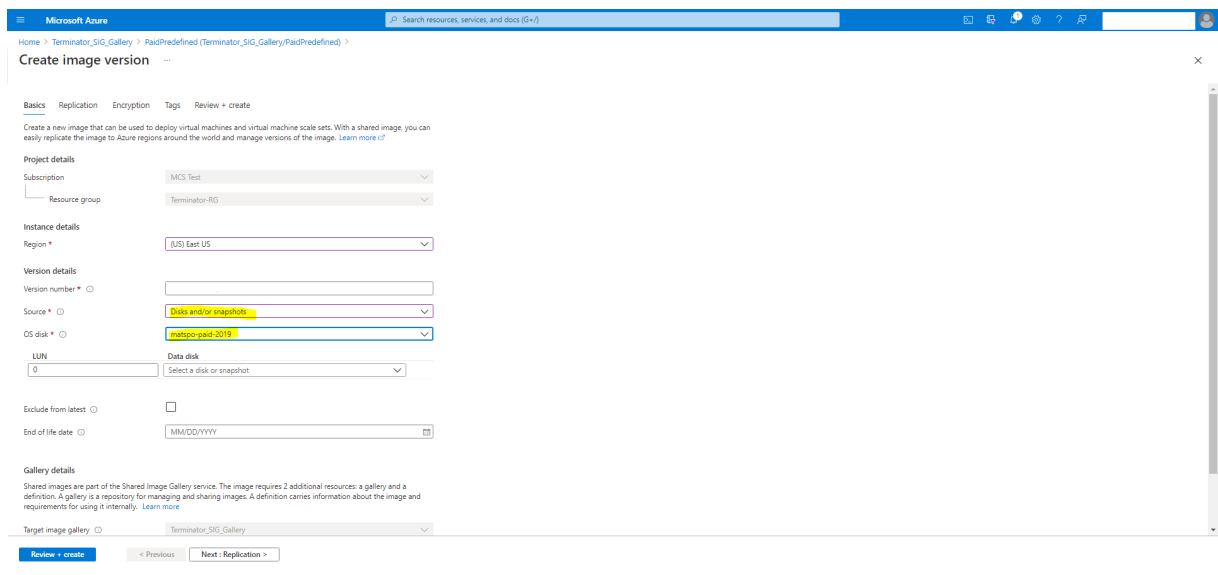 Microsoft Azure
Search resources, services, and docs (G+/)
Home > Terminator_SIG_Gallery > PaidPredefined (Terminator_SIG_Gallery/PaidPredefined) >
Create image version ...
Basics Replication Encryption Tags Review + create
Create a new image that can be used to deploy virtual machines and virtual machine scale sets. With a shared image, you can
easily replicate the image to Azure regions around the world and manage versions of the image. Learn more
Project details
Subscription MCS Test
Resource group Terminator-RG
Instance details
Region * (US) East US
Version details
Version number *
Source * Disks and/or snapshots
OS disk * matspo-paid-2019
LUN Data disk
0 Select a disk or snapshot
Exclude from latest
End of life date MM/DD/YYYY
Gallery details
Shared images are part of the Shared Image Gallery service. The image requires 2 additional resources: a gallery and a
definition. A gallery is a repository for managing and sharing images. A definition carries information about the image and
requirements for using it internally. Learn more
Target image gallery Terminator_SIG_Gallery
Review + create < Previous Next : Replication >